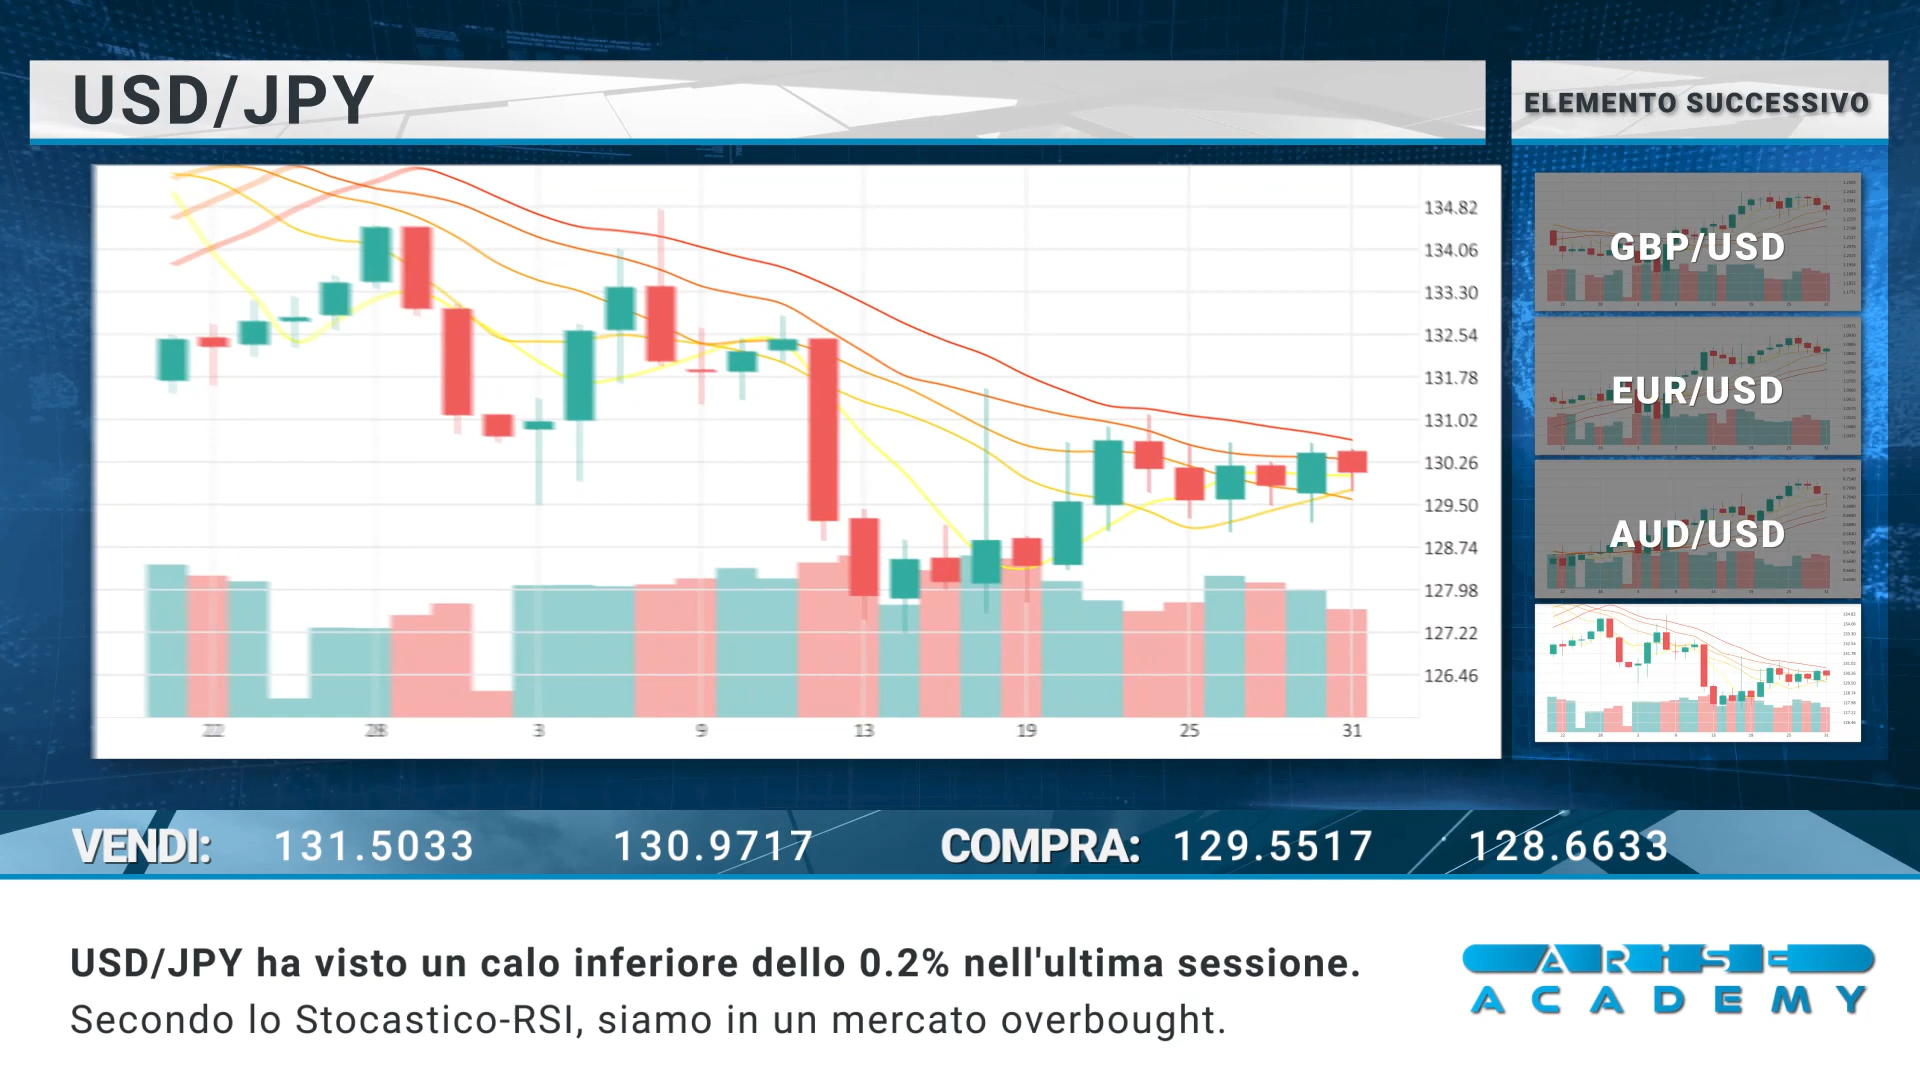 USD/JPY
ELEMENTO SUCCESSIVO
134.82
134.06
133.30
132.54
131.78
131.02
130.26
129.50
128.74
127.98
127.22
126.46
22 28 3 9 13 19 25 31
GBP/USD
EUR/USD
AUD/USD
VENDI: 131.5033 130.9717 COMPRA: 129.5517 128.6633
USD/JPY ha visto un calo inferiore dello 0.2% nell'ultima sessione.
Secondo lo Stocastico-RSI, siamo in un mercato overbought.
ARISE
ACADEMY